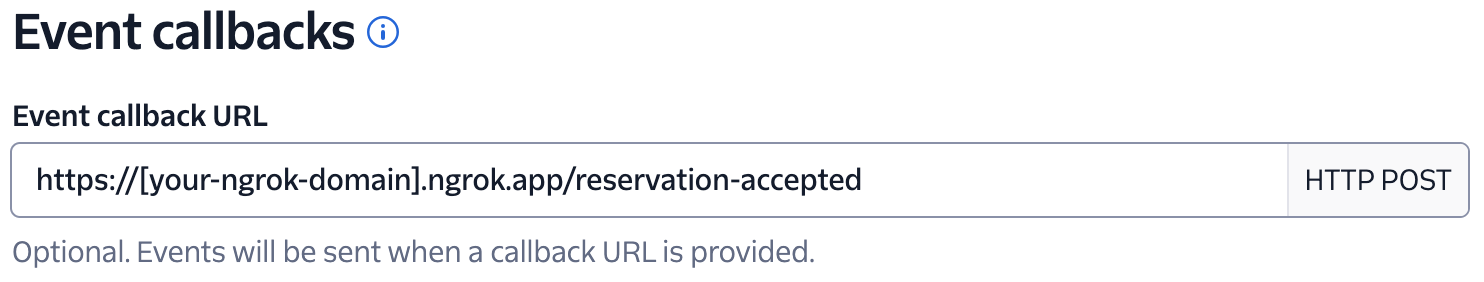 Event callbacks
Event callback URL
https://[your-ngrok-domain].ngrok.app/reservation-accepted HTTP POST
Optional. Events will be sent when a callback URL is provided.